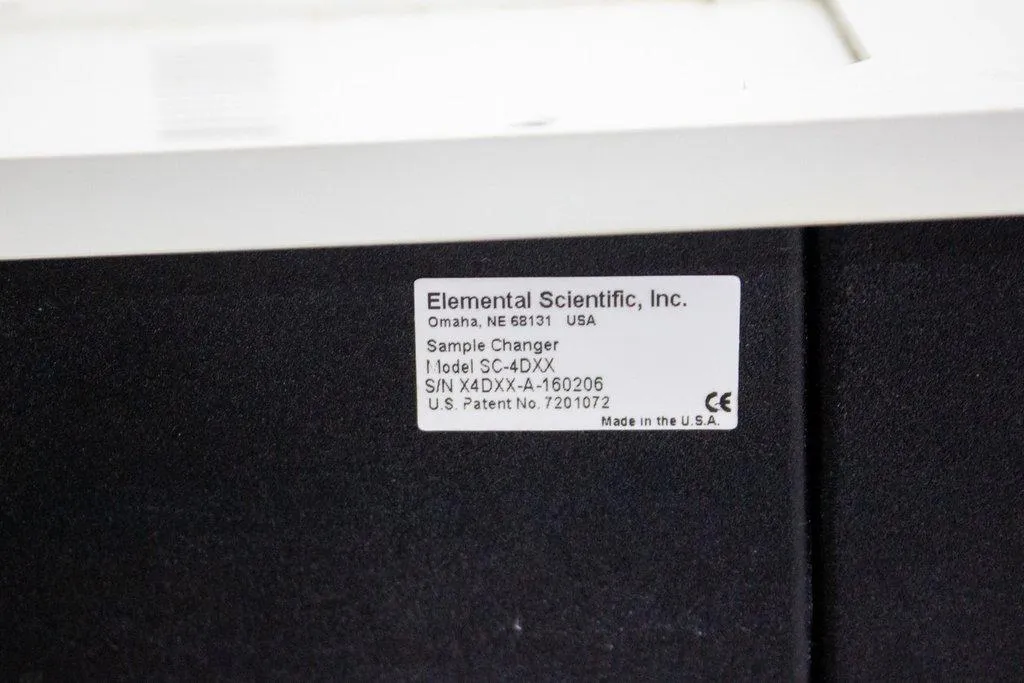 Elemental Scientific, Inc.
Omaha, NE 68131 USA
Sample Changer
Model SC-4DXX
S/N X4DXX-A-160206
U.S. Patent No. 7201072
CE
Made in the U.S.A.